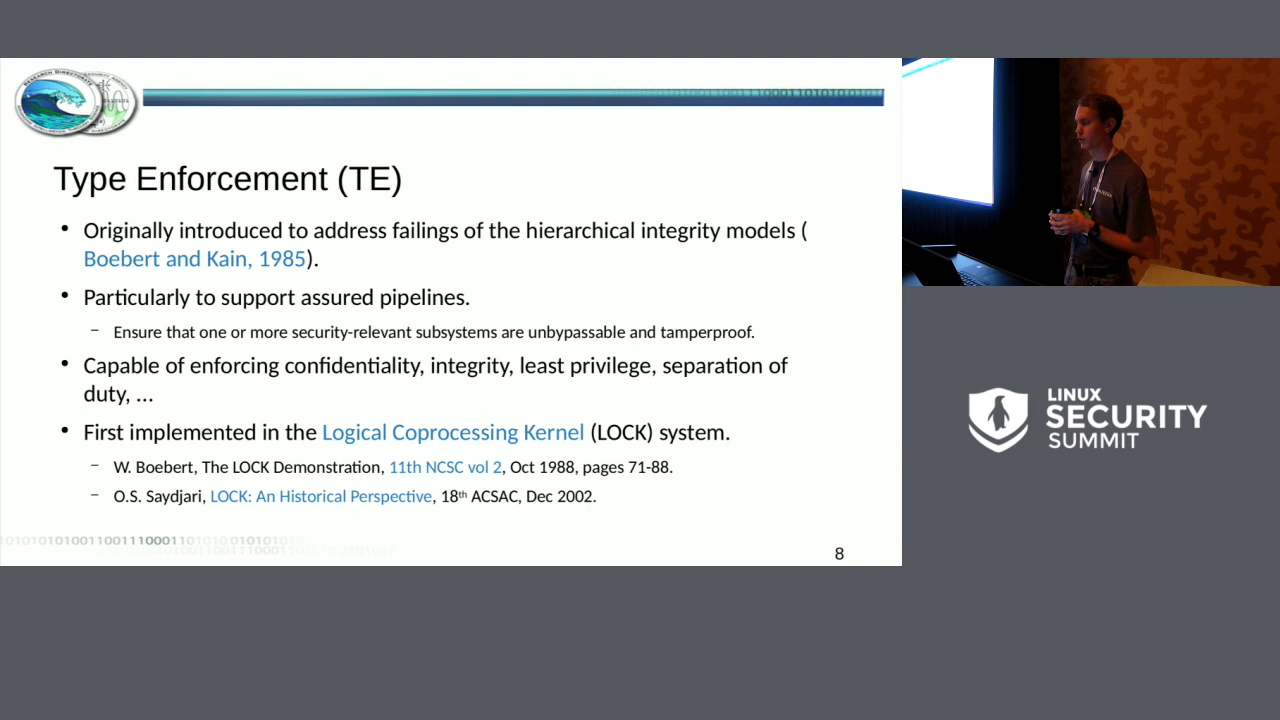 RESEARCH DIRECTORATE
1010011001110001101010101010
Type Enforcement (TE)
• Originally introduced to address failings of the hierarchical integrity models (
Boebert and Kain, 1985).
• Particularly to support assured pipelines.
– Ensure that one or more security-relevant subsystems are unbypassable and tamperproof.
• Capable of enforcing confidentiality, integrity, least privilege, separation of
duty, ...
• First implemented in the Logical Coprocessing Kernel (LOCK) system.
– W. Boebert, The LOCK Demonstration, 11th NCSC vol 2, Oct 1988, pages 71-88.
– O.S. Saydjari, LOCK: An Historical Perspective, 18th ACSAC, Dec 2002.
8
LINUX
SECURITY
SUMMIT